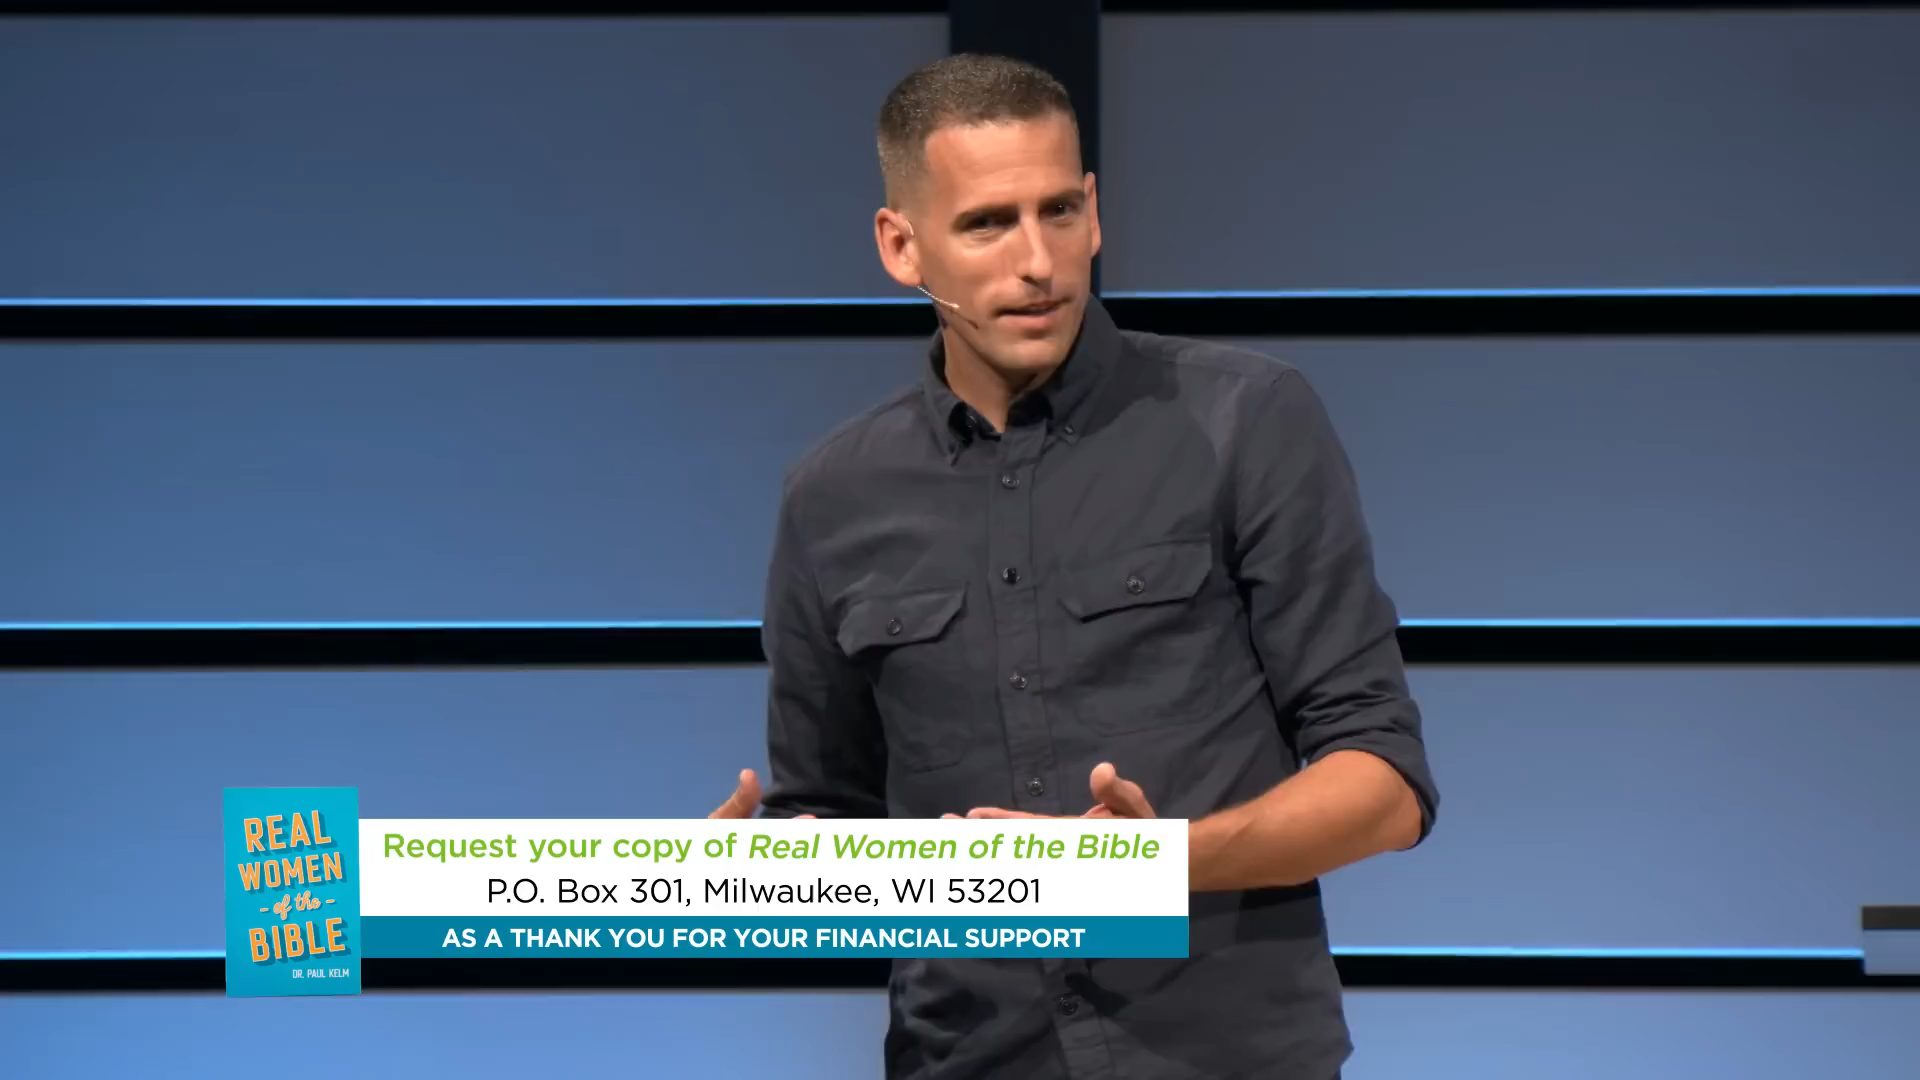 REAL
WOMEN
- of the -
BIBLE
DR. PAUL KELM
Request your copy of Real Women of the Bible
P.O. Box 301, Milwaukee, WI 53201
AS A THANK YOU FOR YOUR FINANCIAL SUPPORT